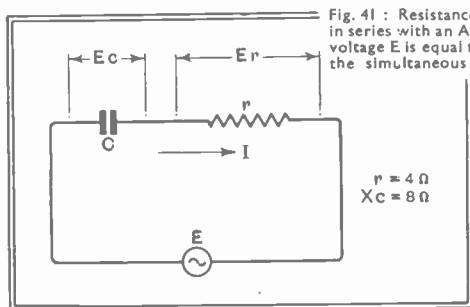 Fig. 41 : Resistance
in series with an A
voltage E is equal t
the simultaneous
Ec
Er
r
C
I
r = 4 Ω
Xc = 8 Ω
E